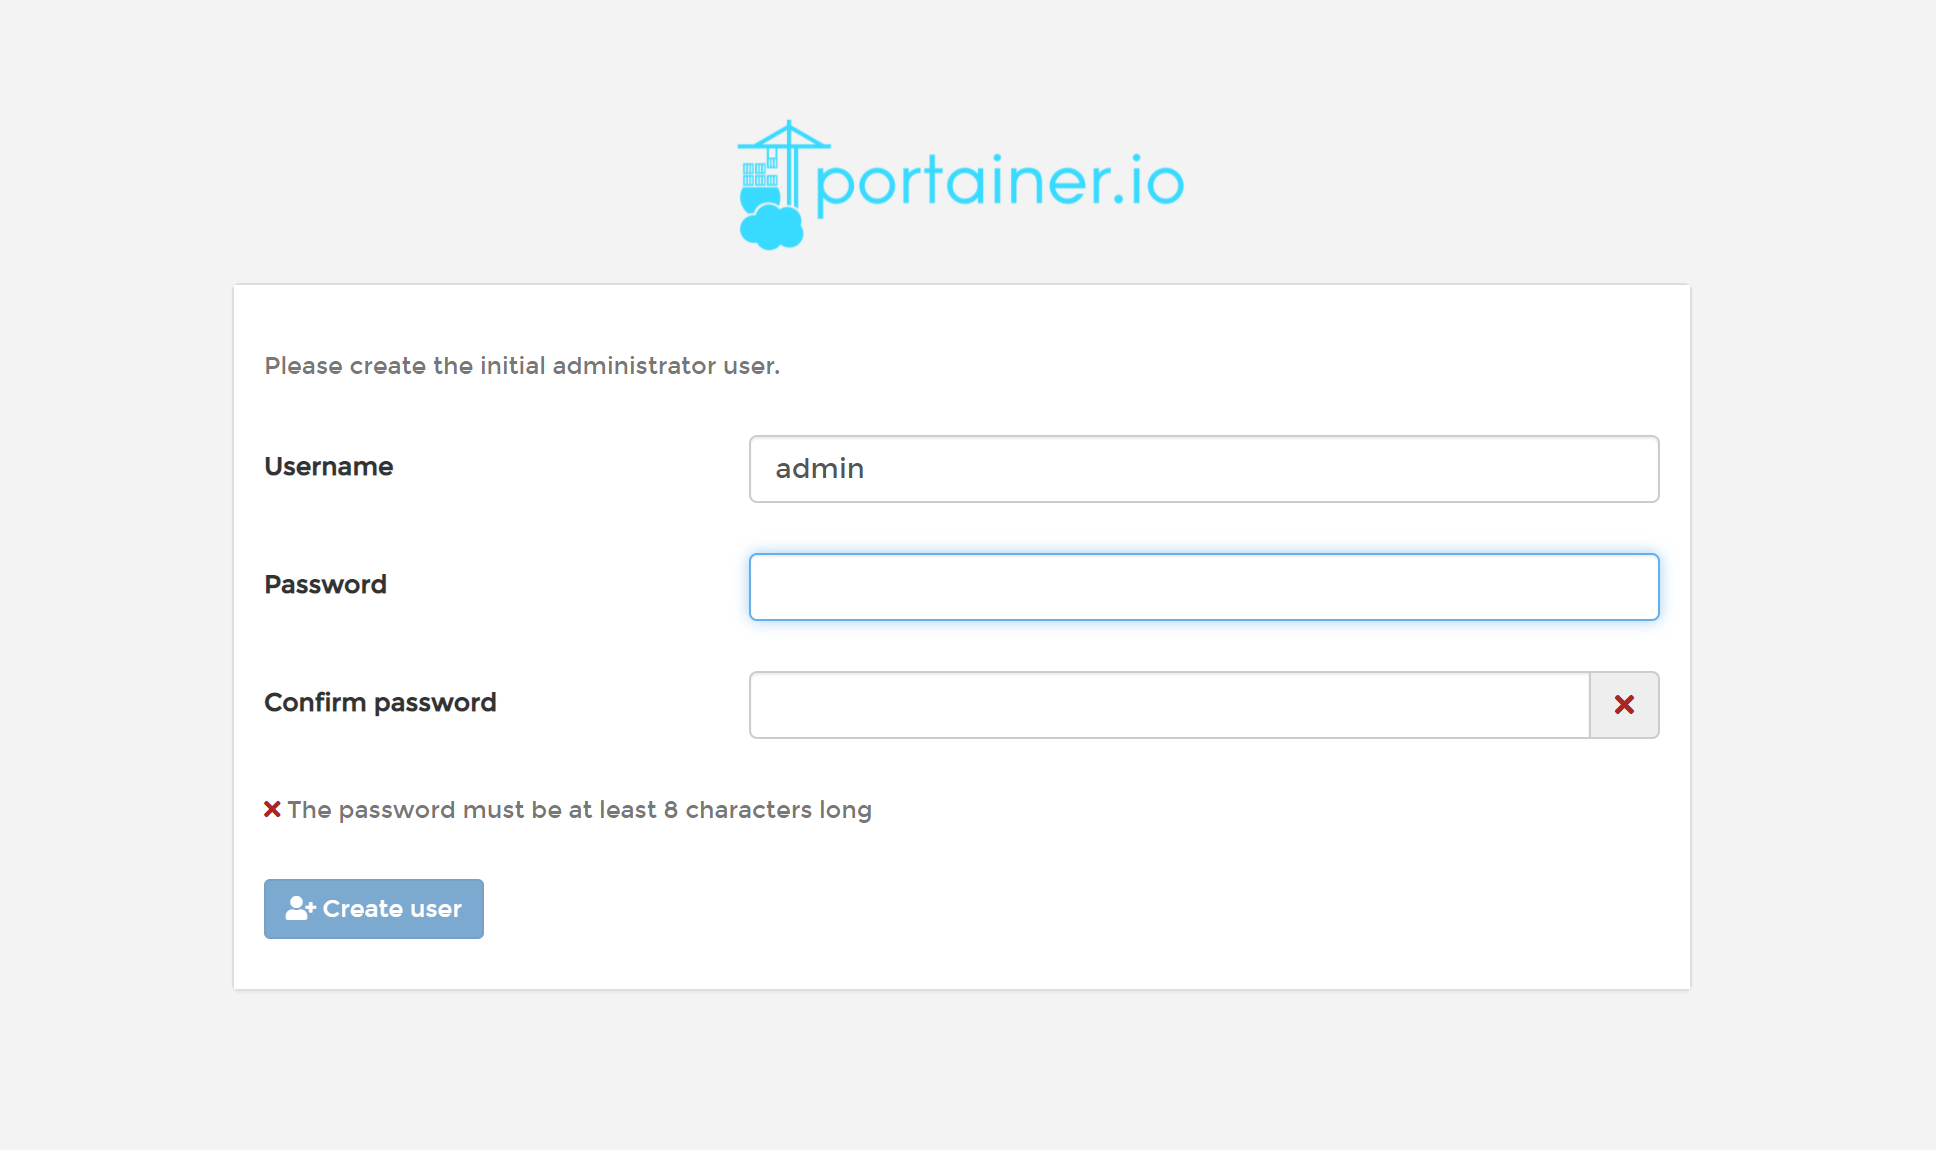 portainer.io
Please create the initial administrator user.
Username
admin
Password
Confirm password
The password must be at least 8 characters long
Create user